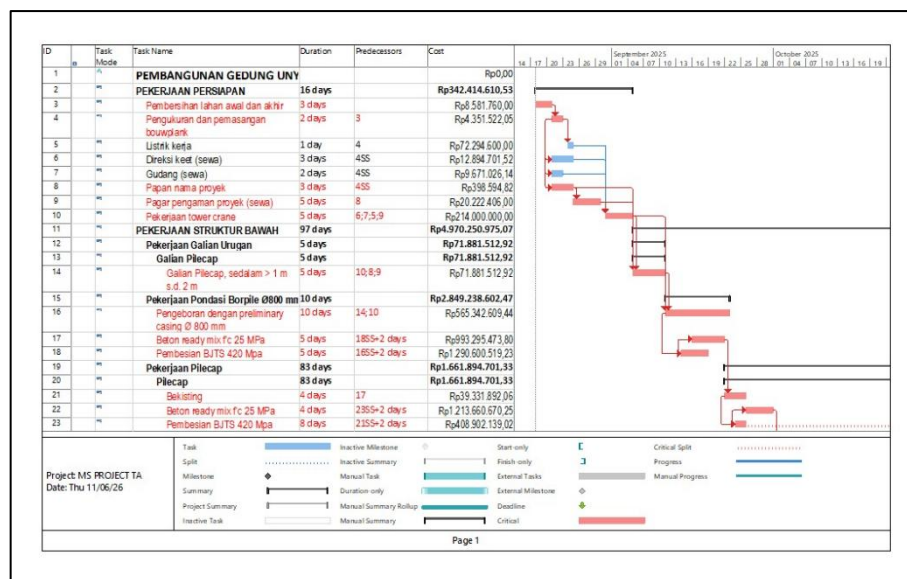 ID Task Mode Task Name Duration Predecessors Cost
September 2025 October 2025
14 17 20 23 26 29 01 04 07 10 13 16 19 22 25 28 01 04 07 10 13 16 19
1 PEMBANGUNAN GEDUNG UNY Rp0,00
2 PEKERJAAN PERSIAPAN 16 days Rp342.414.610,53
3 Pembersihan lahan awal dan akhir 3 days Rp8.581.760,00
4 Pengukuran dan pemasangan bouwplank 2 days 3 Rp4.351.522,05
5 Listrik kerja 1 day 4 Rp72.294.600,00
6 Direksi keet (sewa) 3 days 4SS Rp12.894.701,52
7 Gudang (sewa) 2 days 4SS Rp9.671.026,14
8 Papan nama proyek 3 days 4SS Rp398.594,82
9 Pagar pengaman proyek (sewa) 5 days 8 Rp20.222.406,00
10 Pekerjaan tower crane 5 days 6;7;5;9 Rp214.000.000,00
11 PEKERJAAN STRUKTUR BAWAH 97 days Rp4.970.250.975,07
12 Pekerjaan Galian Urugan 5 days Rp71.881.512,92
13 Galian Pilecap 5 days Rp71.881.512,92
14 Galian Pilecap, sedalam > 1 m s.d. 2 m 5 days 10;8;9 Rp71.881.512,92
15 Pekerjaan Pondasi Borpile Ø800 mm 10 days Rp2.849.238.602,47
16 Pengeboran dengan preliminary casing Ø 800 mm 10 days 14;10 Rp565.342.609,44
17 Beton ready mix f'c 25 MPa 5 days 18SS+2 days Rp993.295.473,80
18 Pembesian BJTS 420 Mpa 5 days 16SS+2 days Rp1.290.600.519,23
19 Pekerjaan Pilecap 83 days Rp1.661.894.701,33
20 Pilecap 83 days Rp1.661.894.701,33
21 Bekisting 4 days 17 Rp39.331.892,06
22 Beton ready mix f'c 25 MPa 4 days 23SS+2 days Rp1.213.660.670,25
23 Pembesian BJTS 420 Mpa 8 days 21SS+2 days Rp408.902.139,02
Project: MS PROJECT TA
Date: Thu 11/06/26
Task Inactive Milestone Start-only Critical Split
Split Inactive Summary Finish-only Progress
Milestone Manual Task External Tasks Manual Progress
Summary Duration-only External Milestone
Project Summary Manual Summary Rollup Deadline
Inactive Task Manual Summary Critical
Page 1